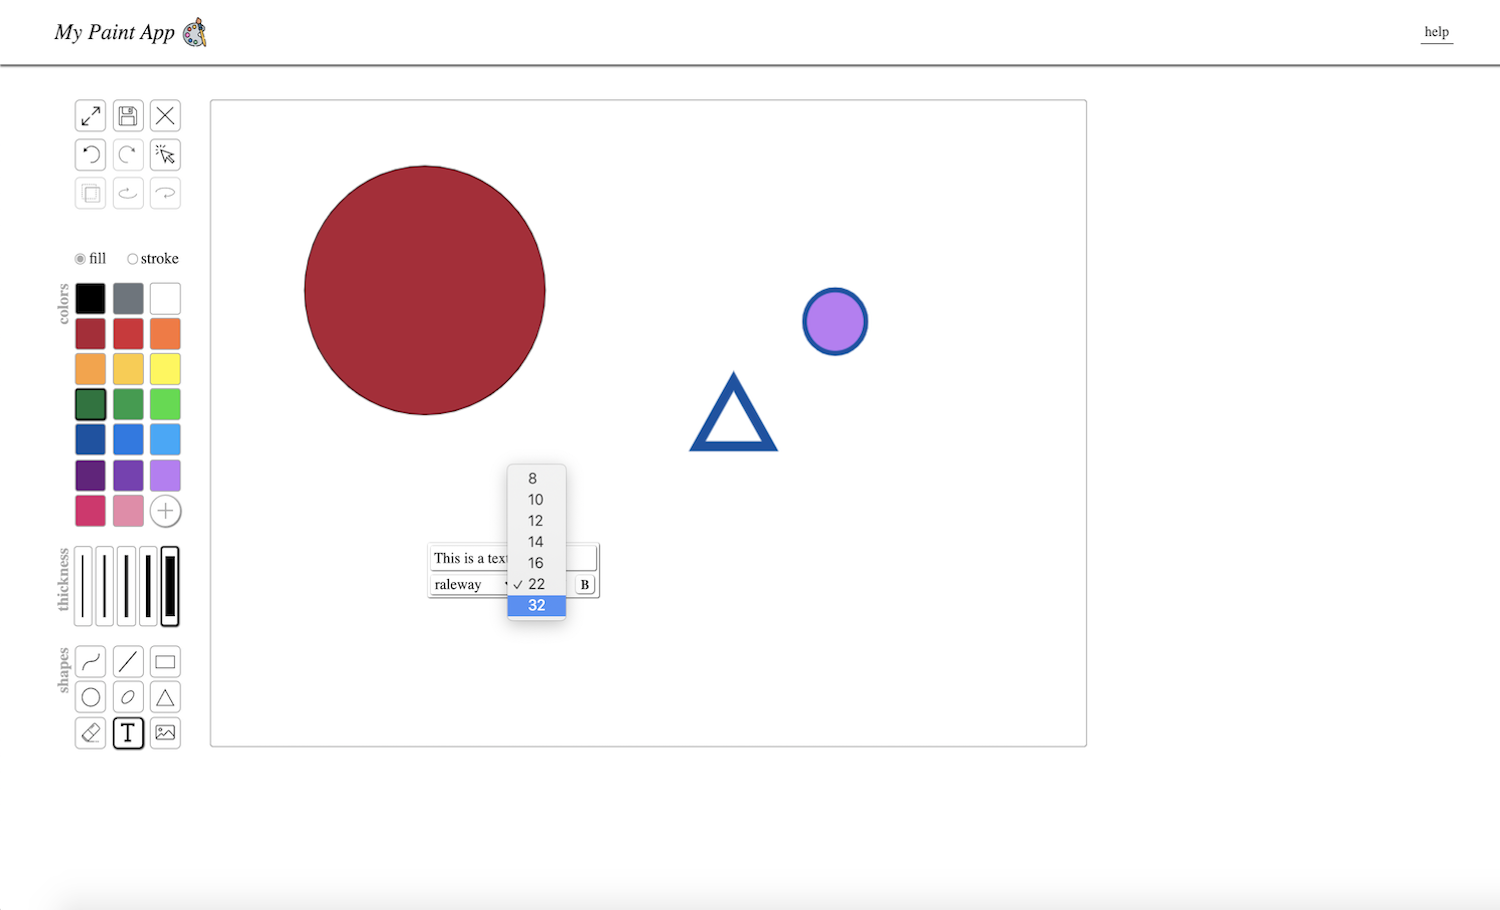 My Paint App
help
fill
stroke
colors
8
10
12
14
16
✓ 22
32
This is a tex
raleway
B
thickness
shapes
T